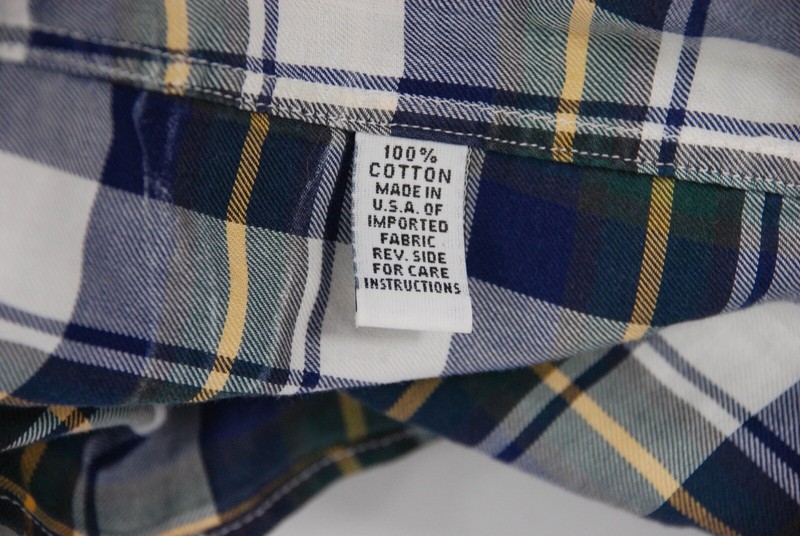 100%
COTTON
MADE IN
U.S.A. OF
IMPORTED
FABRIC
REV. SIDE
FOR CARE
INSTRUCTIONS